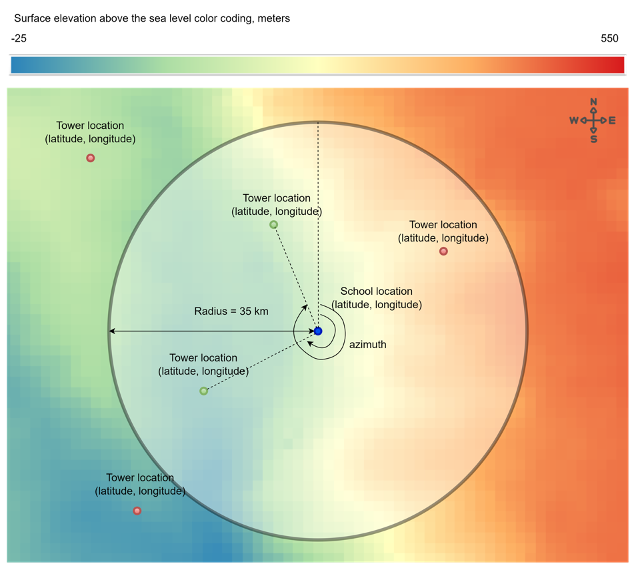 Surface elevation above the sea level color coding, meters
-25
550
N
W E
S
Tower location
(latitude, longitude)
Tower location
(latitude, longitude)
Tower location
(latitude, longitude)
School location
(latitude, longitude)
Radius = 35 km
azimuth
Tower location
(latitude, longitude)
Tower location
(latitude, longitude)